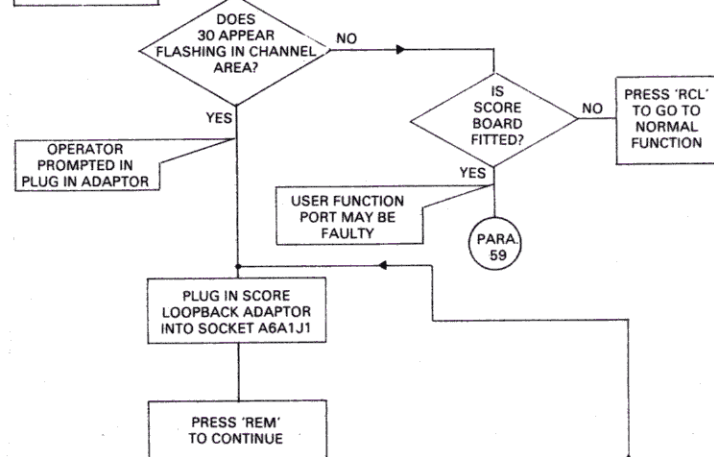 DOES
30 APPEAR
FLASHING IN CHANNEL
AREA?
NO
YES
OPERATOR
PROMPTED IN
PLUG IN ADAPTOR
IS
SCORE
BOARD
FITTED?
NO
PRESS 'RCL'
TO GO TO
NORMAL
FUNCTION
YES
USER FUNCTION
PORT MAY BE
FAULTY
PARA.
59
PLUG IN SCORE
LOOPBACK ADAPTOR
INTO SOCKET A6A1J1
PRESS 'REM'
TO CONTINUE